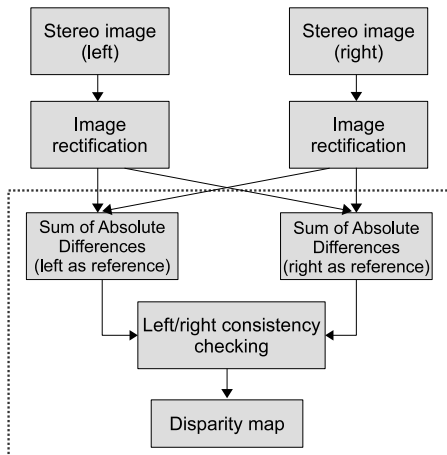 Stereo image
(left)
Stereo image
(right)
Image
rectification
Image
rectification
Sum of Absolute
Differences
(left as reference)
Sum of Absolute
Differences
(right as reference)
Left/right consistency
checking
Disparity map